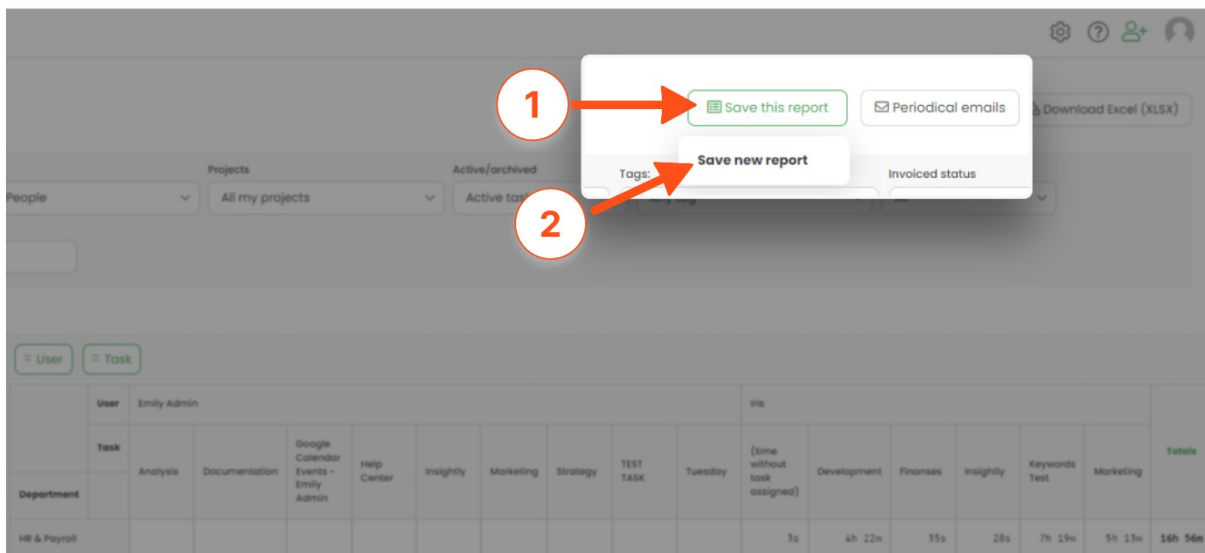 1
Save this report
Periodical emails
Download Excel (XLSX)
Save new report
Projects
Active/archived
Tags:
Invoiced status
People
All my projects
Active
Any tag
All
2
= User
= Task
User
Emily Admin
Iris
Task
Analysis
Documentation
Google
Calendar
Events -
Emily
Admin
Help
Center
Insightly
Marketing
Strategy
TEST
TASK
Tuesday
(time
without
task
assigned)
Development
Finanses
Insightly
Keywords
Test
Marketing
Totals
Department
HR & Payroll
3s
4h 22m
35s
28s
7h 19m
5h 13m
16h 56m